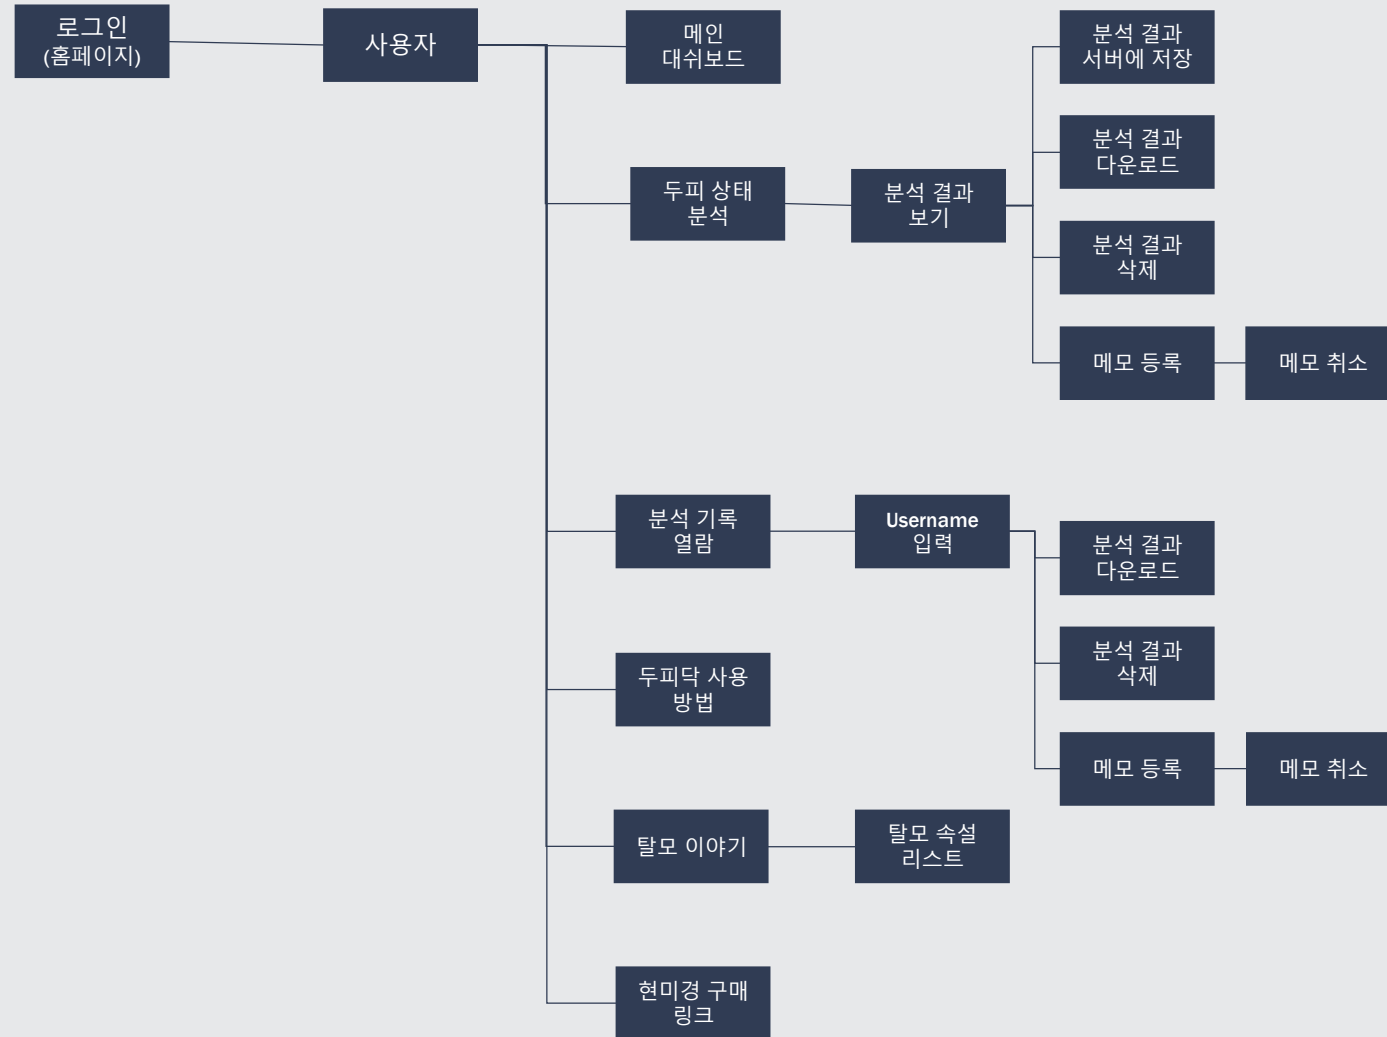 로그인
(홈페이지)
사용자
메인
대쉬보드
분석 결과
서버에 저장
분석 결과
다운로드
두피 상태
분석
분석 결과
보기
분석 결과
삭제
메모 등록
메모 취소
분석 기록
열람
Username
입력
분석 결과
다운로드
분석 결과
삭제
두피닥 사용
방법
메모 등록
메모 취소
탈모 이야기
탈모 속설
리스트
현미경 구매
링크